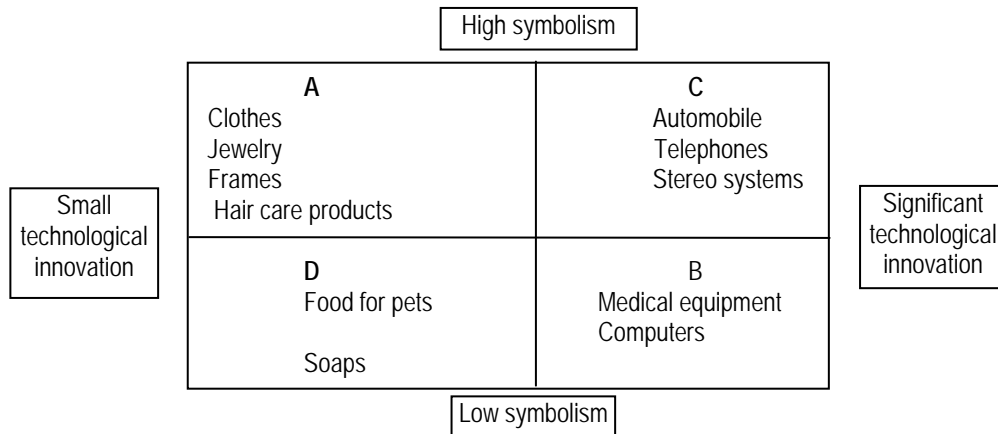 High symbolism
A
Clothes
Jewelry
Frames
Hair care products
C
Automobile
Telephones
Stereo systems
Small
technological
innovation
Significant
technological
innovation
D
Food for pets
Soaps
B
Medical equipment
Computers
Low symbolism